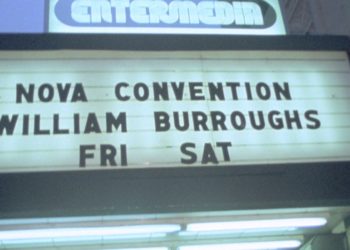 ENTERMEDIA
NOVA CONVENTION
WILLIAM BURROUGHS
FRI SAT